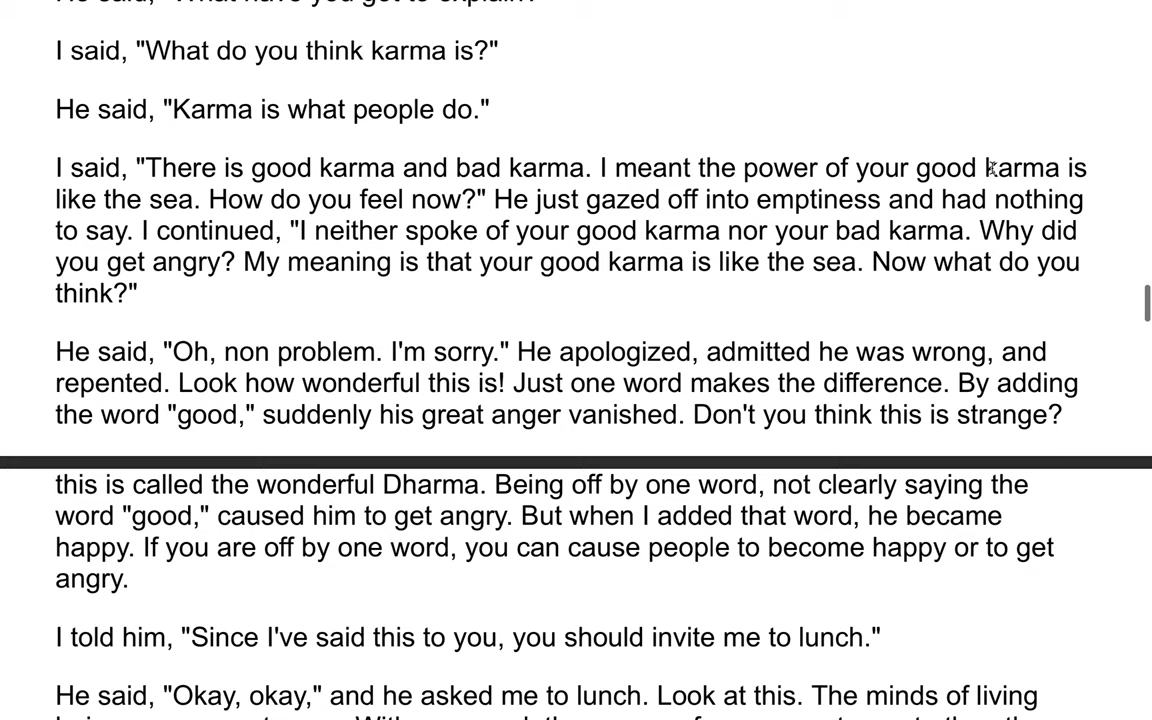 He said, "What have you got to explain?"
I said, "What do you think karma is?"
He said, "Karma is what people do."
I said, "There is good karma and bad karma. I meant the power of your good karma is
like the sea. How do you feel now?" He just gazed off into emptiness and had nothing
to say. I continued, "I neither spoke of your good karma nor your bad karma. Why did
you get angry? My meaning is that your good karma is like the sea. Now what do you
think?"
He said, "Oh, non problem. I'm sorry." He apologized, admitted he was wrong, and
repented. Look how wonderful this is! Just one word makes the difference. By adding
the word "good," suddenly his great anger vanished. Don't you think this is strange?
this is called the wonderful Dharma. Being off by one word, not clearly saying the
word "good," caused him to get angry. But when I added that word, he became
happy. If you are off by one word, you can cause people to become happy or to get
angry.
I told him, "Since I've said this to you, you should invite me to lunch."
He said, "Okay, okay," and he asked me to lunch. Look at this. The minds of living